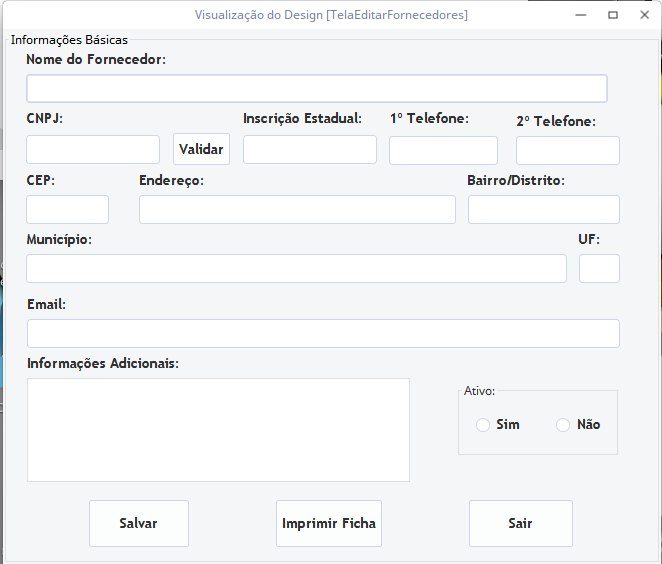 Visualização do Design [TelaEditarFornecedores]
Informações Básicas
Nome do Fornecedor:
CNPJ:
Inscrição Estadual:
1º Telefone:
2º Telefone:
Validar
CEP:
Endereço:
Bairro/Distrito:
Município:
UF:
Email:
Informações Adicionais:
Ativo:
Sim
Não
Salvar
Imprimir Ficha
Sair